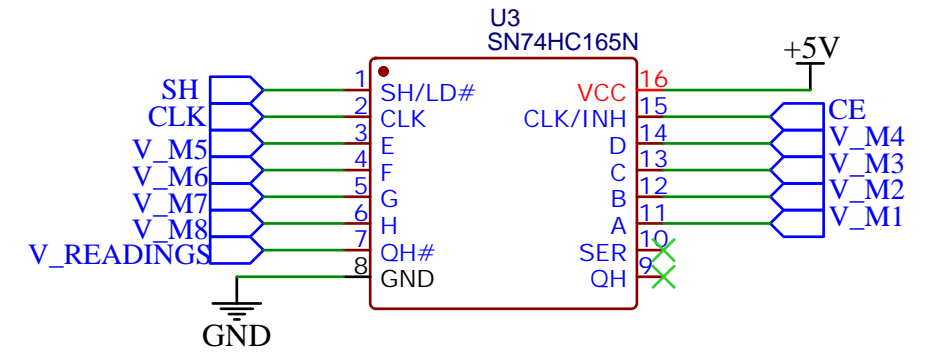 U3
SN74HC165N
+5V
SH 1 SH/LD# VCC 16
CLK 2 CLK CLK/INH 15 CE
V_M5 3 E D 14 V_M4
V_M6 4 F C 13 V_M3
V_M7 5 G B 12 V_M2
V_M8 6 H A 11 V_M1
V_READINGS 7 QH# SER 10
8 GND QH 9
GND